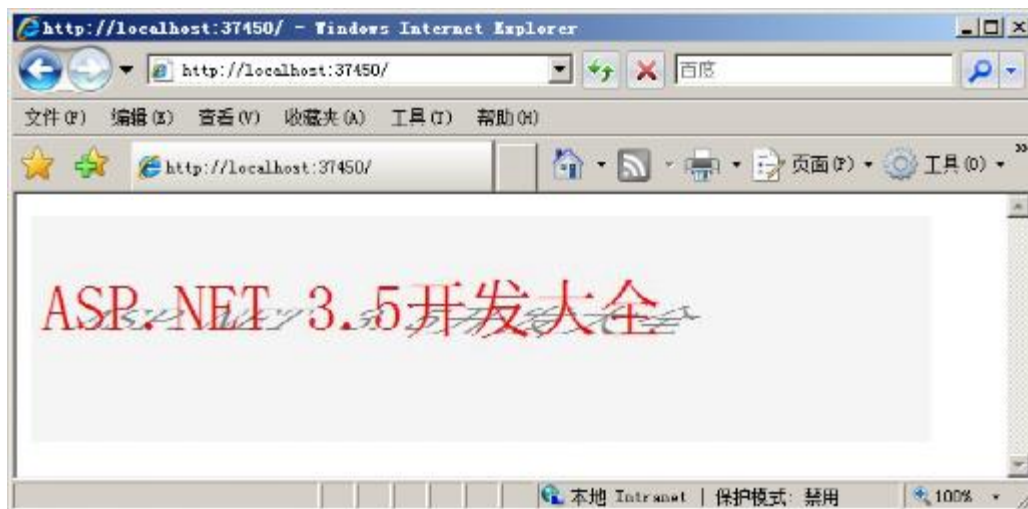 http://localhost:37450/ - Windows Internet Explorer
http://localhost:37450/
百度
文件(F) 编辑(E) 查看(V) 收藏夹(A) 工具(T) 帮助(H)
http://localhost:37450/
页面(P) 工具(O) »
ASP.NET 3.5开发大全
本地 Intranet | 保护模式: 禁用 100%